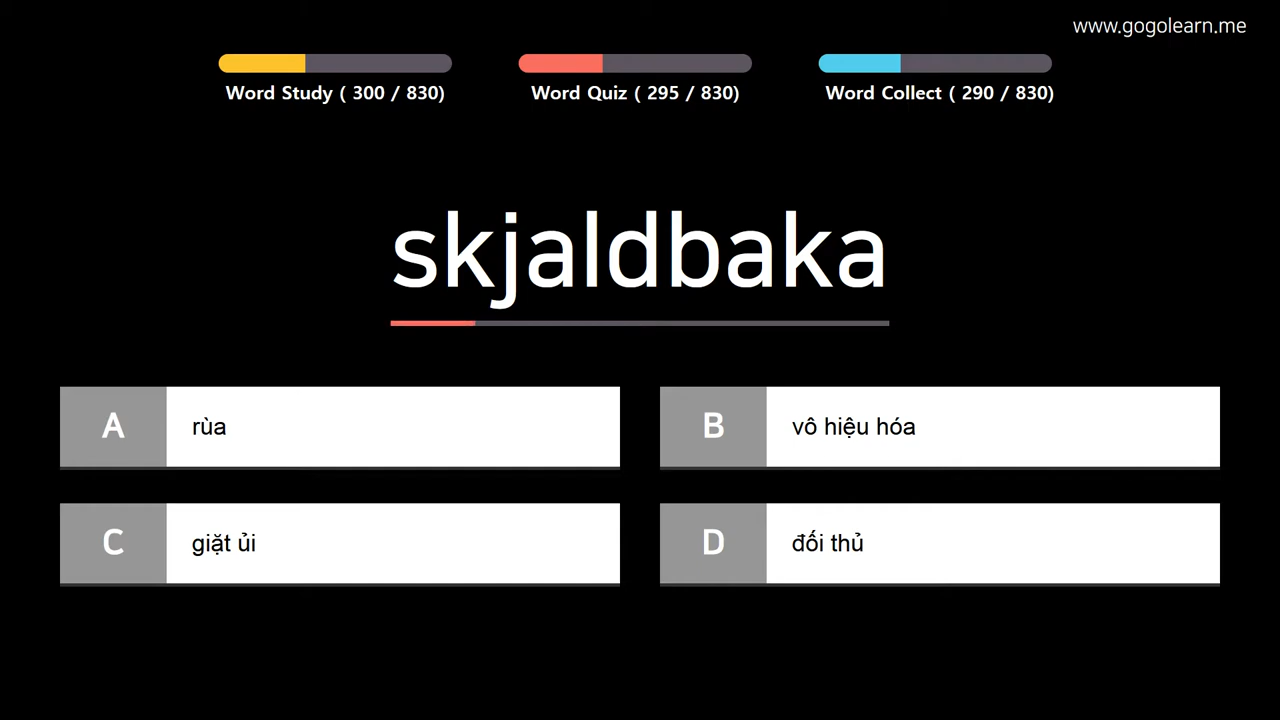 www.gogolearn.me
Word Study ( 300 / 830)
Word Quiz ( 295 / 830)
Word Collect ( 290 / 830)
skjaldbaka
A rùa
B vô hiệu hóa
C giặt ủi
D đối thủ